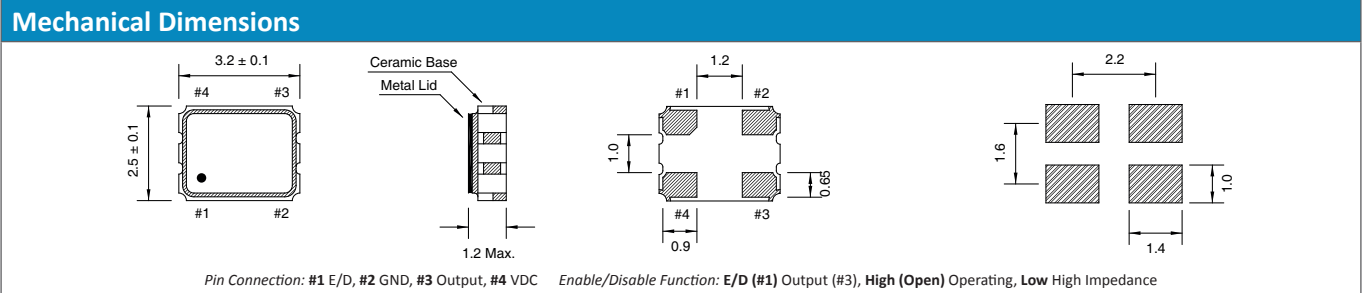 Mechanical Dimensions
3.2 ± 0.1
#4 #3
2.5 ± 0.1
#1 #2
Ceramic Base
Metal Lid
1.2 Max.
1.2
#1 #2
1.0
0.65
#4 #3
0.9
2.2
1.6
1.0
1.4
Pin Connection: #1 E/D, #2 GND, #3 Output, #4 VDC Enable/Disable Function: E/D (#1) Output (#3), High (Open) Operating, Low High Impedance